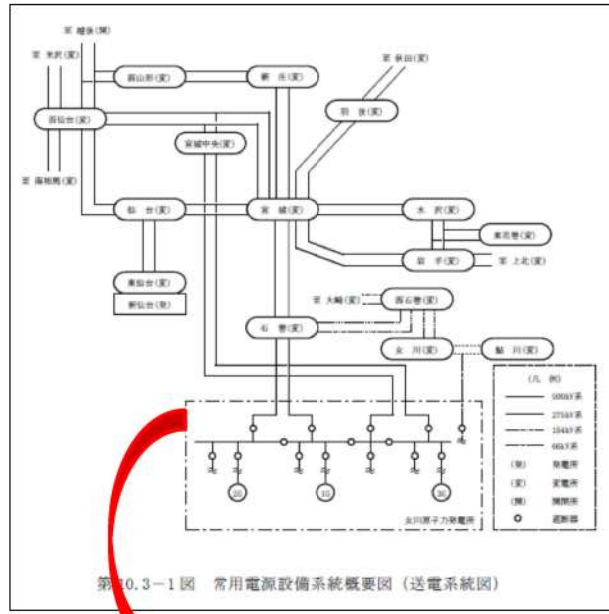 至 越後(開)
至 米沢(変)
至 秋田(変)
西山形(変)
新 庄(変)
西仙台(変)
羽 後(変)
宮城中央(変)
至 南相馬(変)
仙 台(変)
宮 城(変)
水 沢(変)
東花巻(変)
岩 手(変)
至 上北(変)
東仙台(変)
新仙台(発)
至 大崎(変)
西石巻(変)
石 巻(変)
女 川(変)
鮎 川(変)
(凡 例)
500kV系
275kV系
154kV系
66kV系
(発) 発電所
(変) 変電所
(開) 開閉所
遮断器
女川原子力発電所
第10.3-1図 常用電源設備系統概要図(送電系統図)